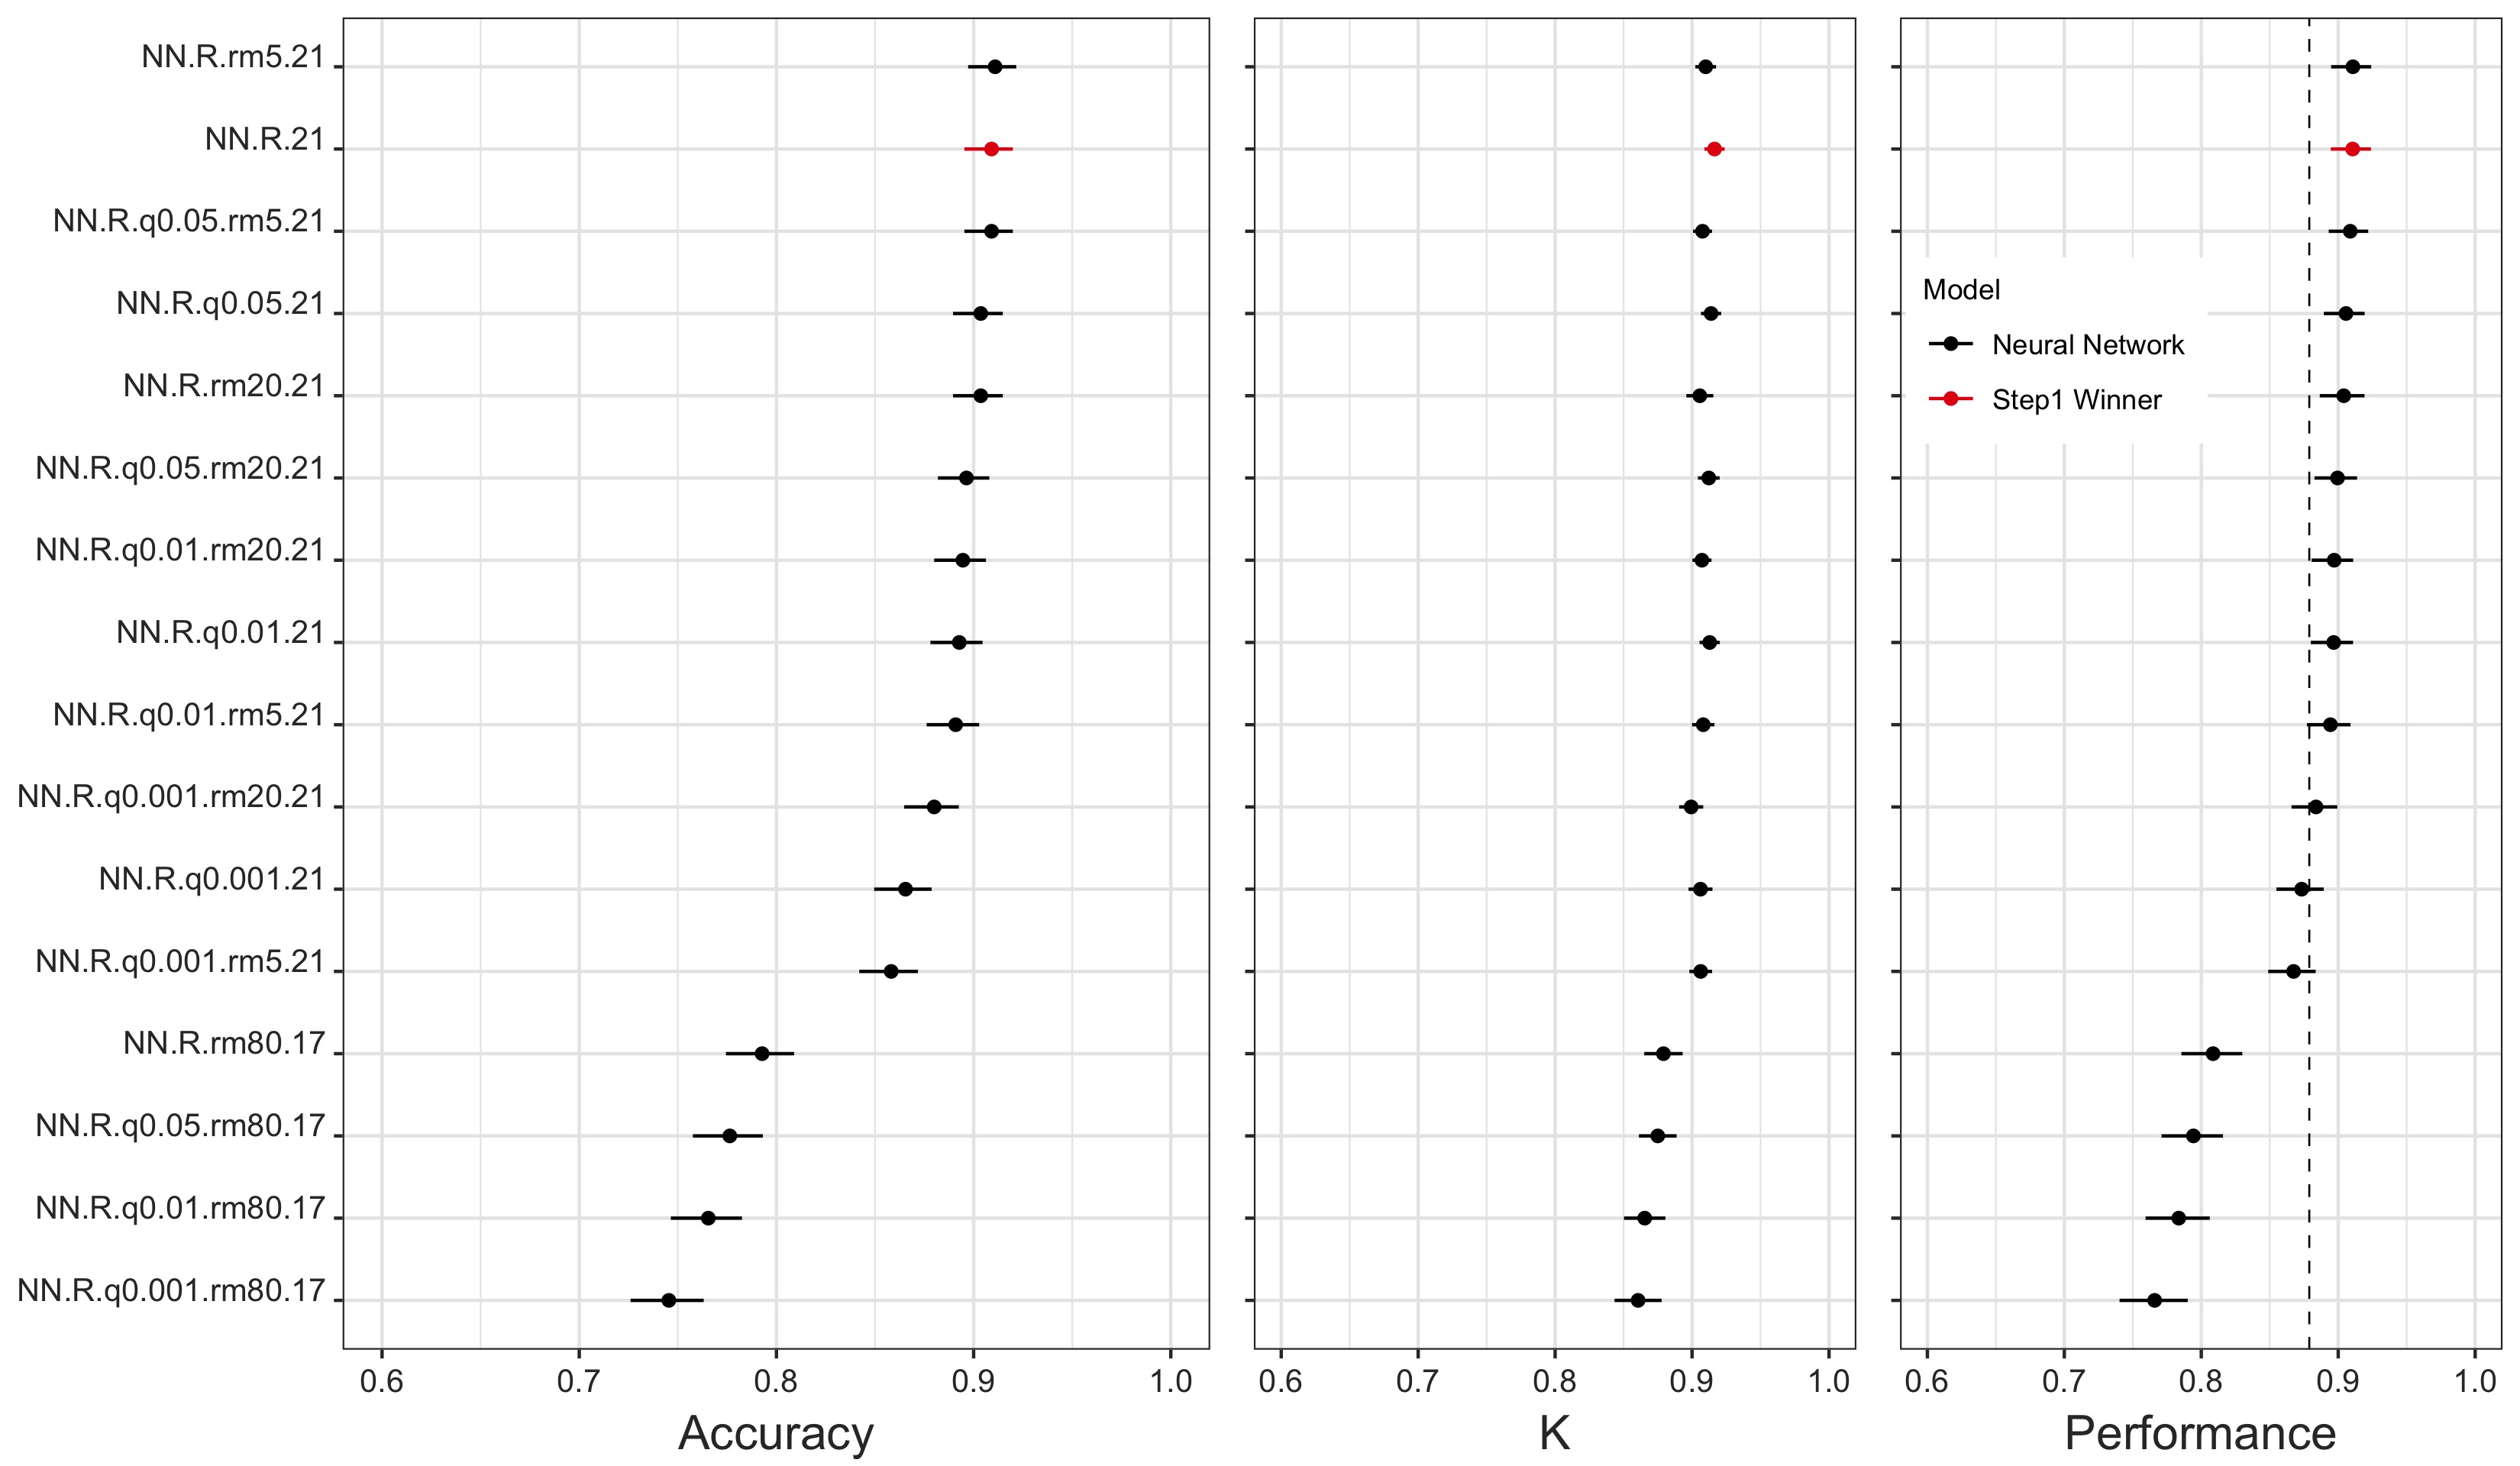 NN.R.rm5.21
NN.R.21
NN.R.q0.05.rm5.21
NN.R.q0.05.21
NN.R.rm20.21
NN.R.q0.05.rm20.21
NN.R.q0.01.rm20.21
NN.R.q0.01.21
NN.R.q0.01.rm5.21
NN.R.q0.001.rm20.21
NN.R.q0.001.21
NN.R.q0.001.rm5.21
NN.R.rm80.17
NN.R.q0.05.rm80.17
NN.R.q0.01.rm80.17
NN.R.q0.001.rm80.17
Model
Neural Network
Step1 Winner
0.6 0.7 0.8 0.9 1.0
0.6 0.7 0.8 0.9 1.0
0.6 0.7 0.8 0.9 1.0
Accuracy
K
Performance